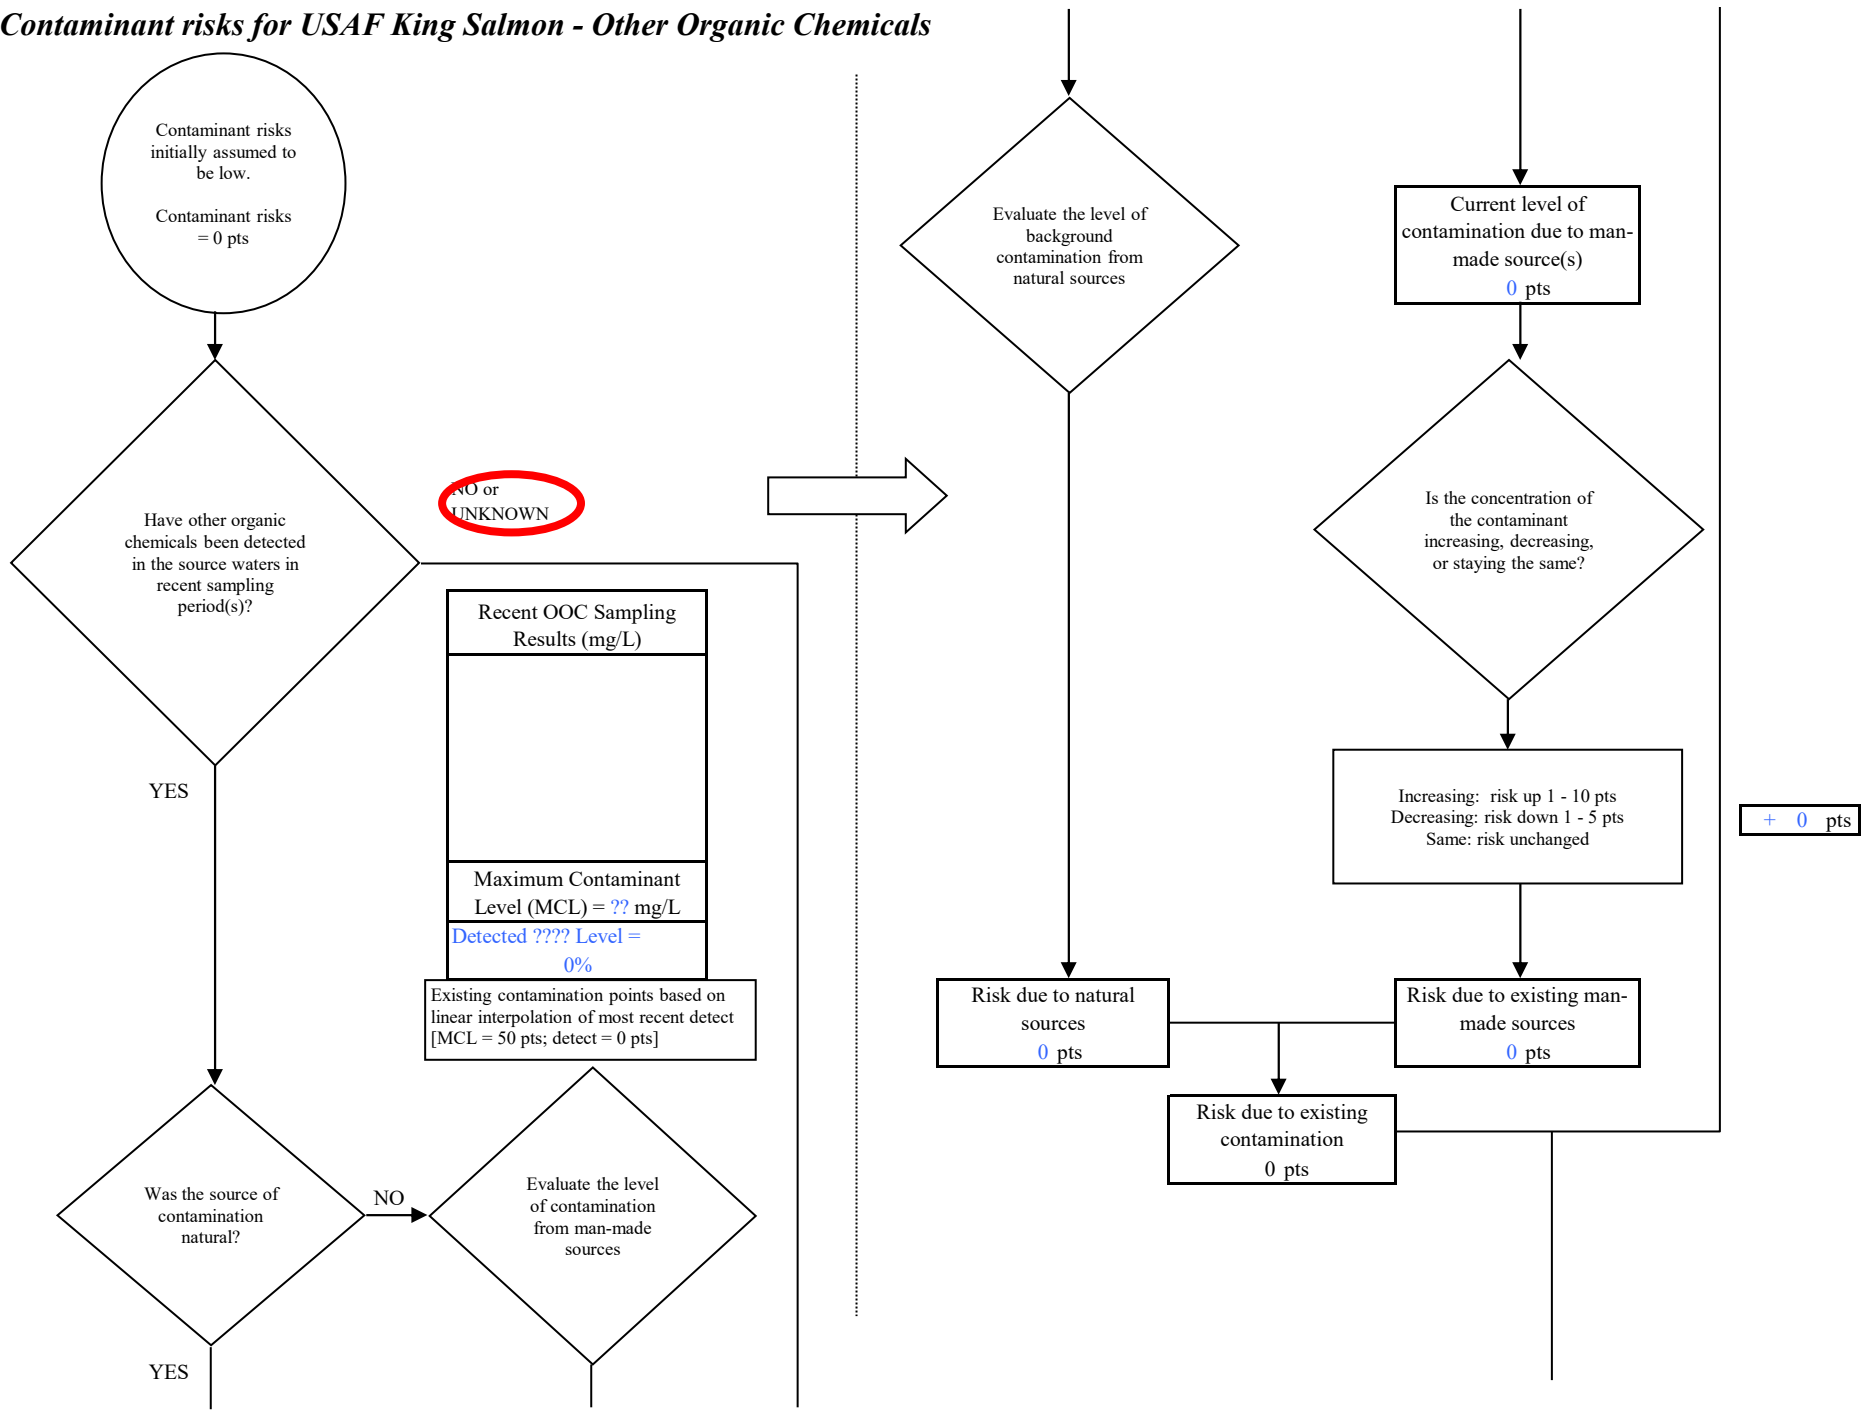 Contaminant risks for USAF King Salmon - Other Organic Chemicals
Contaminant risks
initially assumed to
be low.
Contaminant risks
= 0 pts
Have other organic
chemicals been detected
in the source waters in
recent sampling
period(s)?
NO or
UNKNOWN
YES
Recent OOC Sampling
Results (mg/L)
Maximum Contaminant
Level (MCL) = ?? mg/L
Detected ???? Level =
0%
Existing contamination points based on
linear interpolation of most recent detect
[MCL = 50 pts; detect = 0 pts]
Was the source of
contamination
natural?
NO
Evaluate the level
of contamination
from man-made
sources
YES
Evaluate the level of
background
contamination from
natural sources
Current level of
contamination due to man-
made source(s)
0 pts
Is the concentration of
the contaminant
increasing, decreasing,
or staying the same?
Increasing: risk up 1 - 10 pts
Decreasing: risk down 1 - 5 pts
Same: risk unchanged
+ 0 pts
Risk due to natural
sources
0 pts
Risk due to existing man-
made sources
0 pts
Risk due to existing
contamination
0 pts